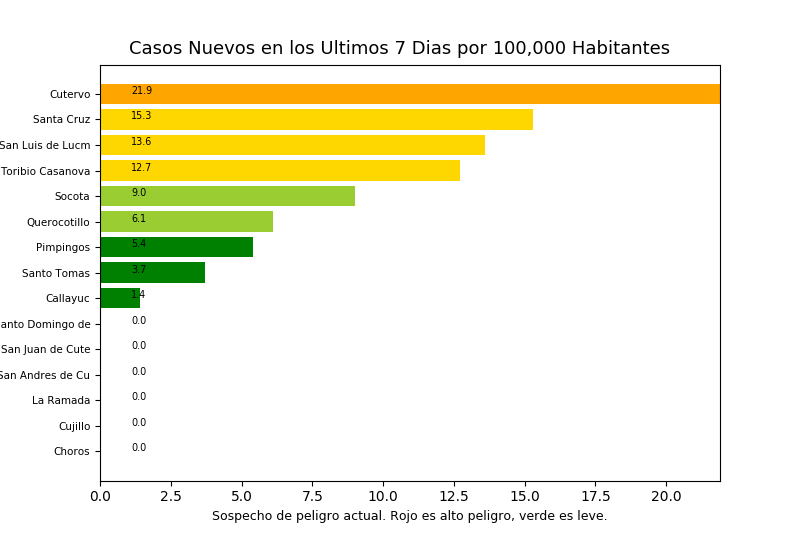 Casos Nuevos en los Ultimos 7 Dias por 100,000 Habitantes
Cutervo 21.9
Santa Cruz 15.3
San Luis de Lucm 13.6
Toribio Casanova 12.7
Socota 9.0
Querocotillo 6.1
Pimpingos 5.4
Santo Tomas 3.7
Callayuc 1.4
anto Domingo de 0.0
San Juan de Cute 0.0
San Andres de Cu 0.0
La Ramada 0.0
Cujillo 0.0
Choros 0.0
0.0 2.5 5.0 7.5 10.0 12.5 15.0 17.5 20.0
Sospecho de peligro actual. Rojo es alto peligro, verde es leve.